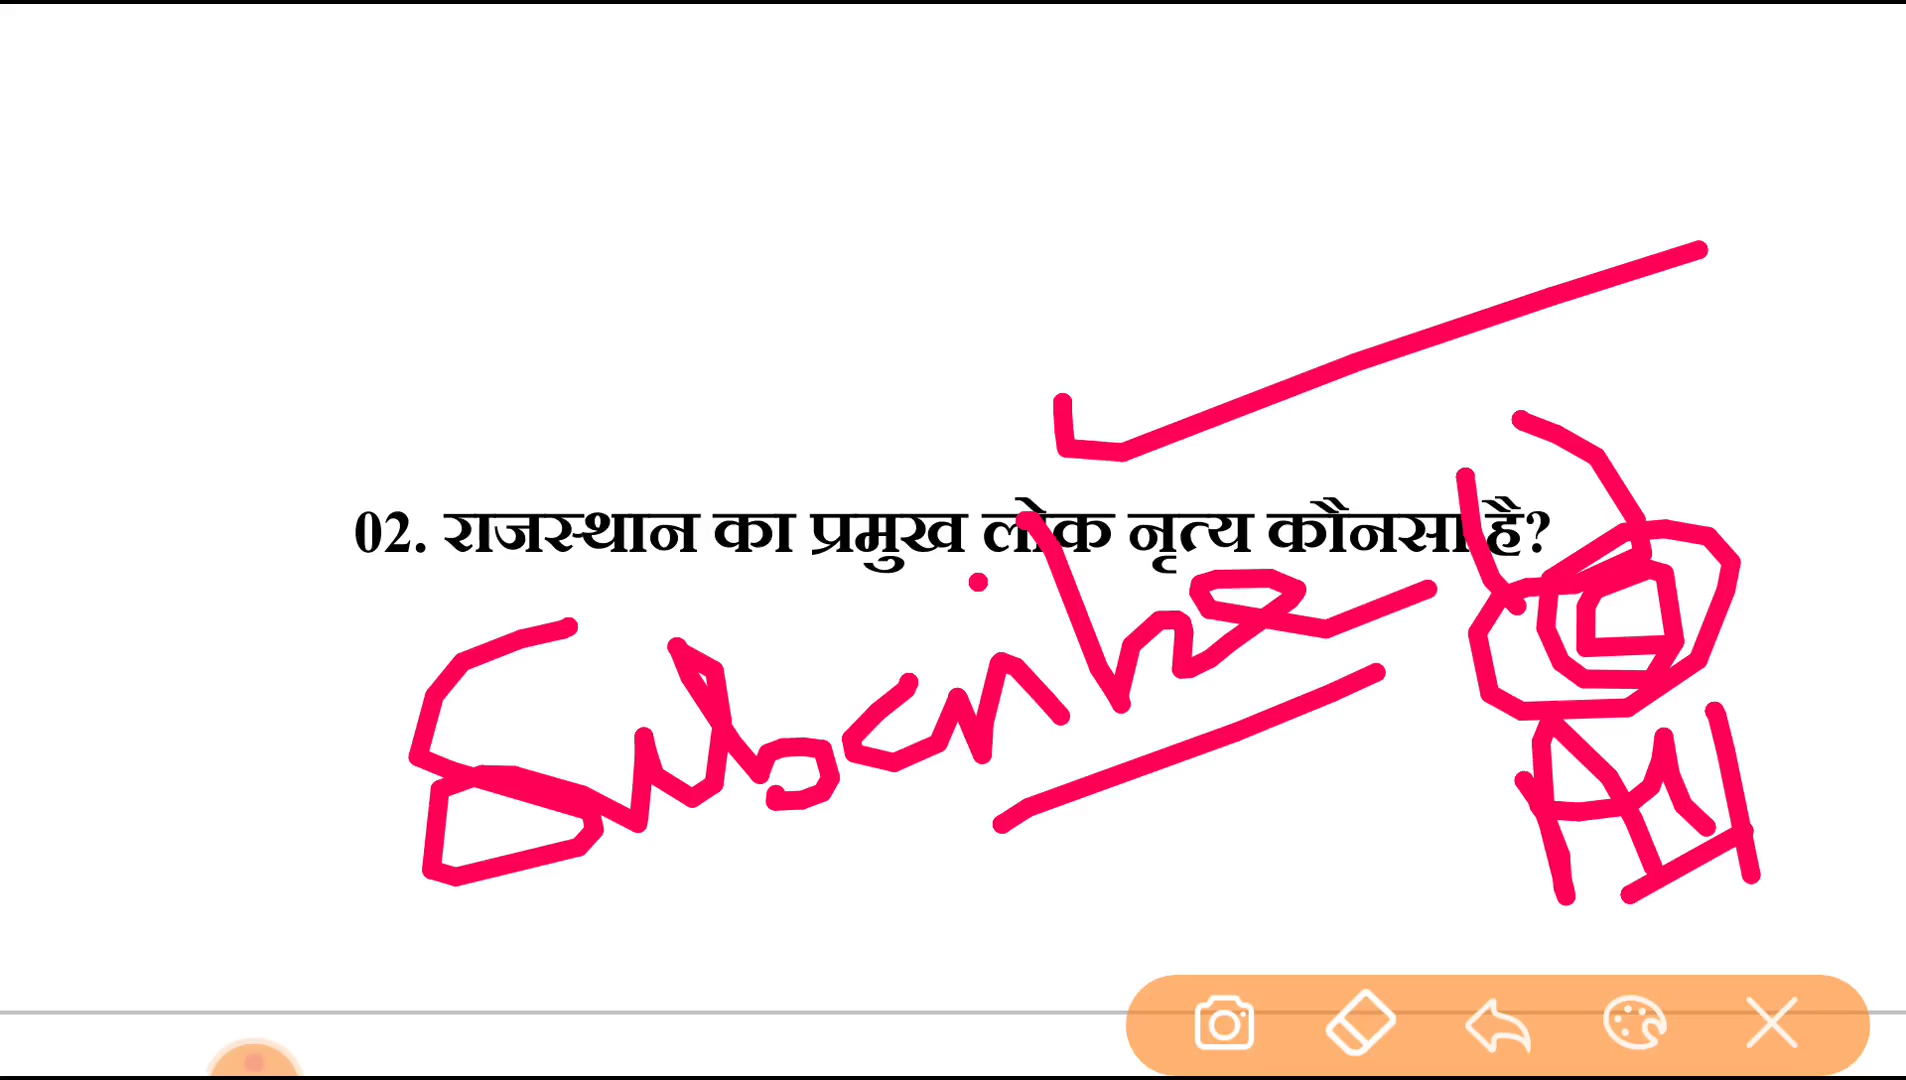 02. राजस्थान का प्रमुख लोक नृत्य कौनसा है?
Subscribe